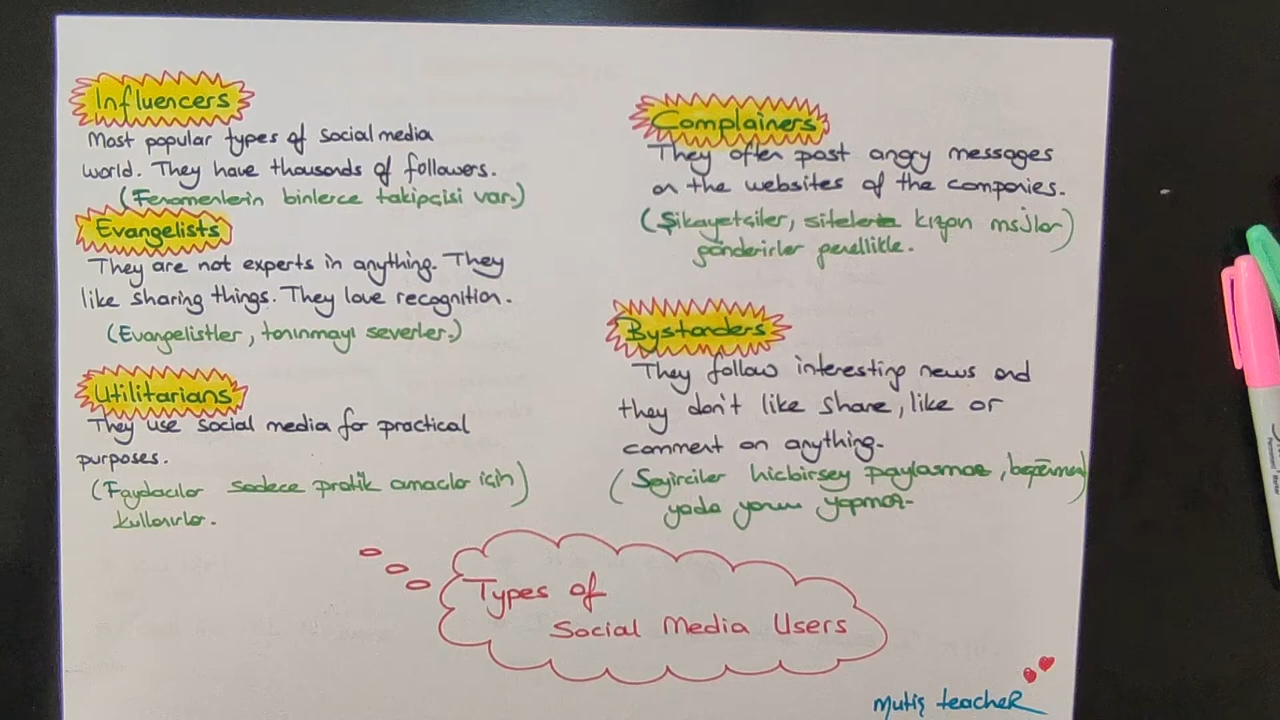 Influencers
Most popular types of social media
world. They have thousands of followers.
(Fenomenlerin binlerce takipçisi var.)
Evangelists
They are not experts in anything. They
like sharing things. They love recognition.
(Evangelistler, tanınmayı severler.)
Utilitarians
They use social media for practical
purposes.
(Faydacılar sadece pratik amaclar için)
kullanırlar.
Complainers
They often post angry messages
on the websites of the companies.
(Şikayetçiler, sitelere kızgın msjlar)
gönderirler genellikle.
Bystanders
They follow interesting news and
they don't like share, like or
comment on anything.
(Seyirciler hicbirsey paylasmaz, beğenmez)
yada yorum yapmaz.
Types of
Social Media Users
Mutiş teacher